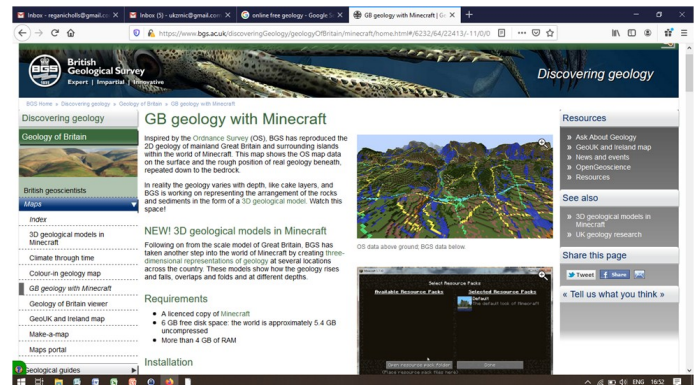 Inbox - reganicholls@gmail.co
Inbox (5) - ukzmic@gmail.com
online free geology - Google S
GB geology with Minecraft | G
https://www.bgs.ac.uk/discoveringGeology/geologyOfBritain/minecraft/home.html#/6232/64/22413/-11/0/0
British
Geological Survey
Expert | Impartial | Innovative
BGS
Discovering geology
BGS Home » Discovering geology » Geology of Britain » GB geology with Minecraft
Discovering geology
Geology of Britain
British geoscientists
Maps
Index
3D geological models in
Minecraft
Climate through time
Colour-in geology map
GB geology with Minecraft
Geology of Britain viewer
GeoUK and Ireland map
Make-a-map
Maps portal
Geological guides
GB geology with Minecraft
Inspired by the Ordnance Survey (OS), BGS has reproduced the
2D geology of mainland Great Britain and surrounding islands
within the world of Minecraft. This map shows the OS map data
on the surface and the rough position of real geology beneath,
repeated down to the bedrock.
In reality the geology varies with depth, like cake layers, and
BGS is working on representing the arrangement of the rocks
and sediments in the form of a 3D geological model. Watch this
space!
NEW! 3D geological models in Minecraft
Following on from the scale model of Great Britain, BGS has
taken another step into the world of Minecraft by creating three-
dimensional representations of geology at several locations
across the country. These models show how the geology rises
and falls, overlaps and folds and at different depths.
Requirements
• A licenced copy of Minecraft
• 6 GB free disk space: the world is approximately 5.4 GB
uncompressed
• More than 4 GB of RAM
Installation
OS data above ground; BGS data below.
Select Resource Packs
Available Resource Packs
Selected Resource Packs
Default
The default look of Minecraft
Open resource pack folder
Done
Resources
» Ask About Geology
» GeoUK and Ireland map
» News and events
» OpenGeoscience
» Resources
See also
» 3D geological models in
Minecraft
» UK geology research
Share this page
Tweet
Share
« Tell us what you think »
ENG
16:52